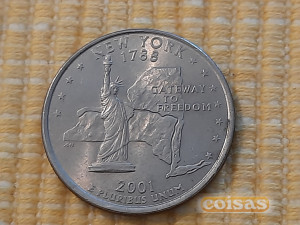 NEW YORK
1788
GATEWAY
TO
FREEDOM
2001
E PLURIBUS UNUM
coisas